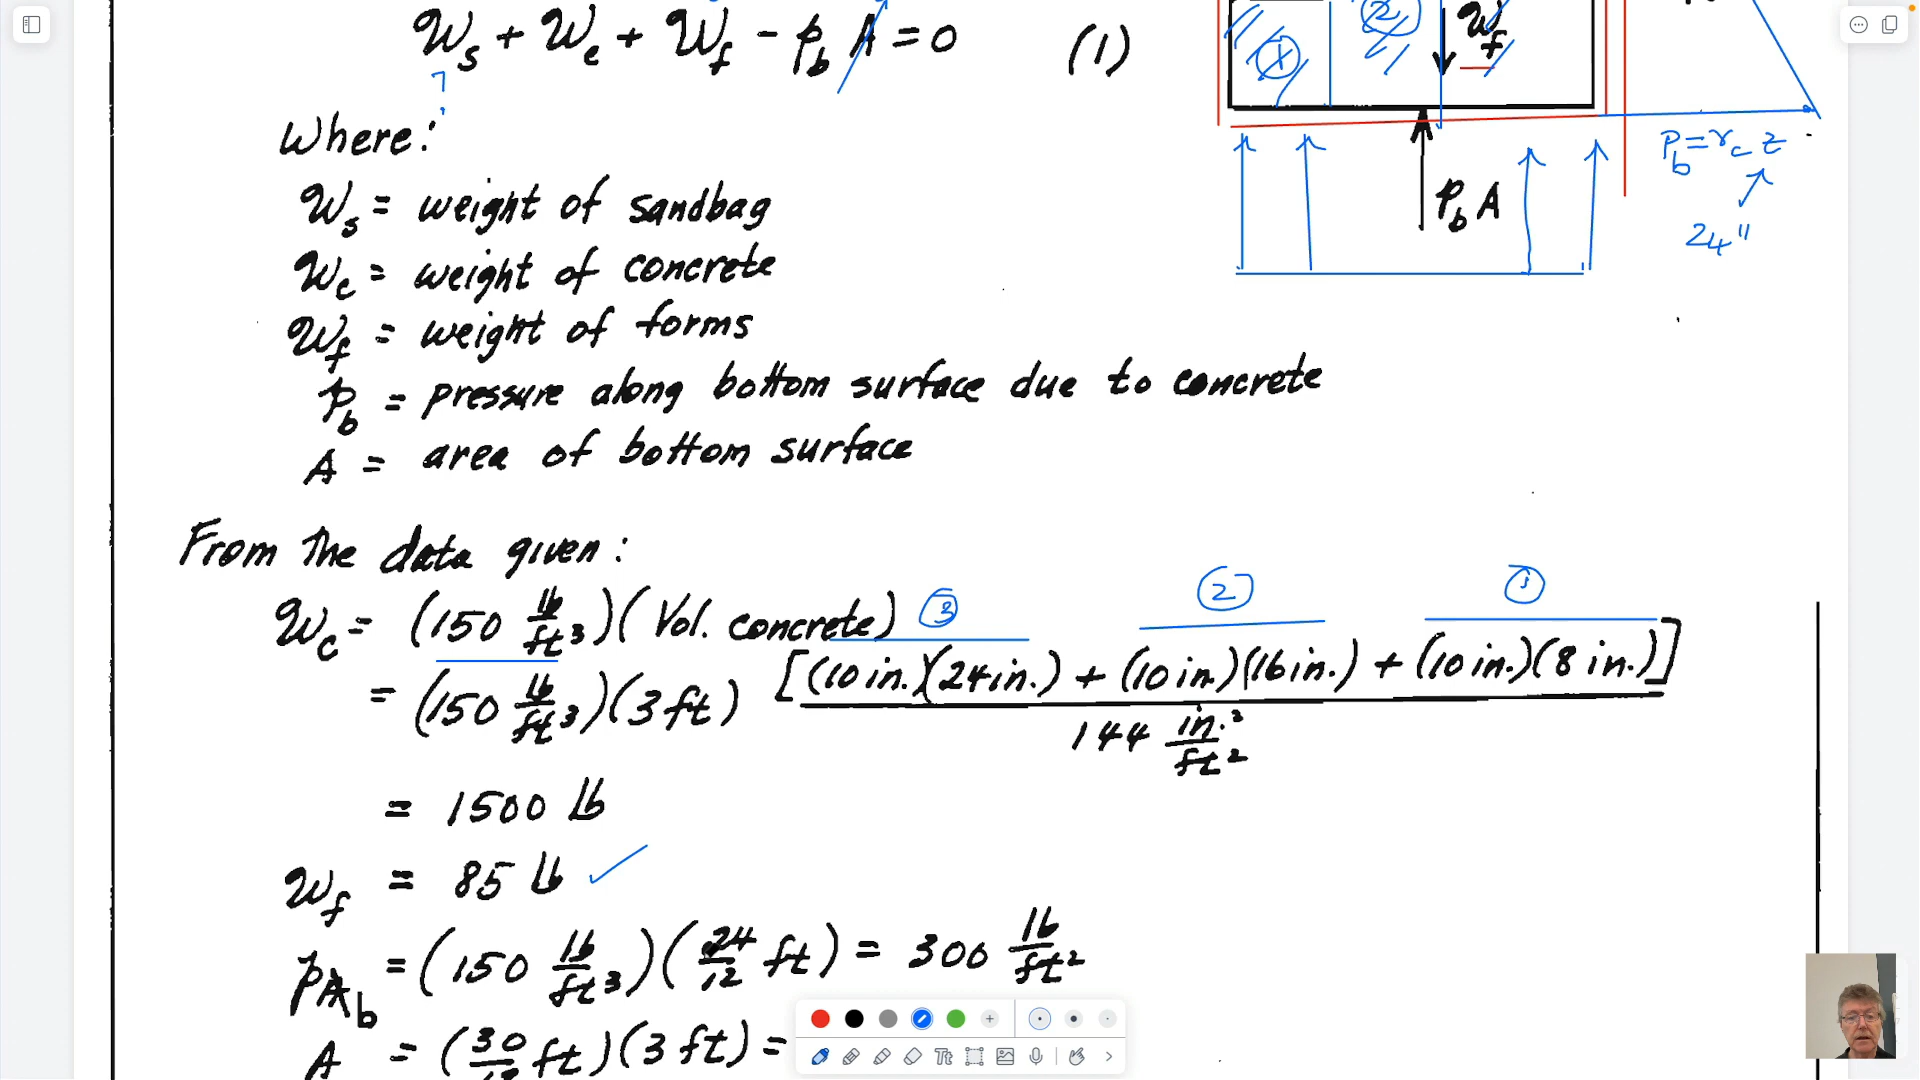 𝒲s + 𝒲c + 𝒲f − pb A = 0 (1)
?
① ② 𝒲f
Where:
𝒲s = weight of sandbag
𝒲c = weight of concrete
𝒲f = weight of forms
pb = pressure along bottom surface due to concrete
A = area of bottom surface
pb A
Pb = γc z
24"
From the data given:
③ ② ①
𝒲c = (150 lb/ft³)(Vol. concrete)
= (150 lb/ft³)(3 ft) [(10 in.)(24 in.) + (10 in.)(16 in.) + (10 in.)(8 in.)] / 144 in.²/ft²
= 1500 lb
𝒲f = 85 lb ✓
pb = (150 lb/ft³)(24/12 ft) = 300 lb/ft²
A = (30/12 ft)(3 ft) =
Tt